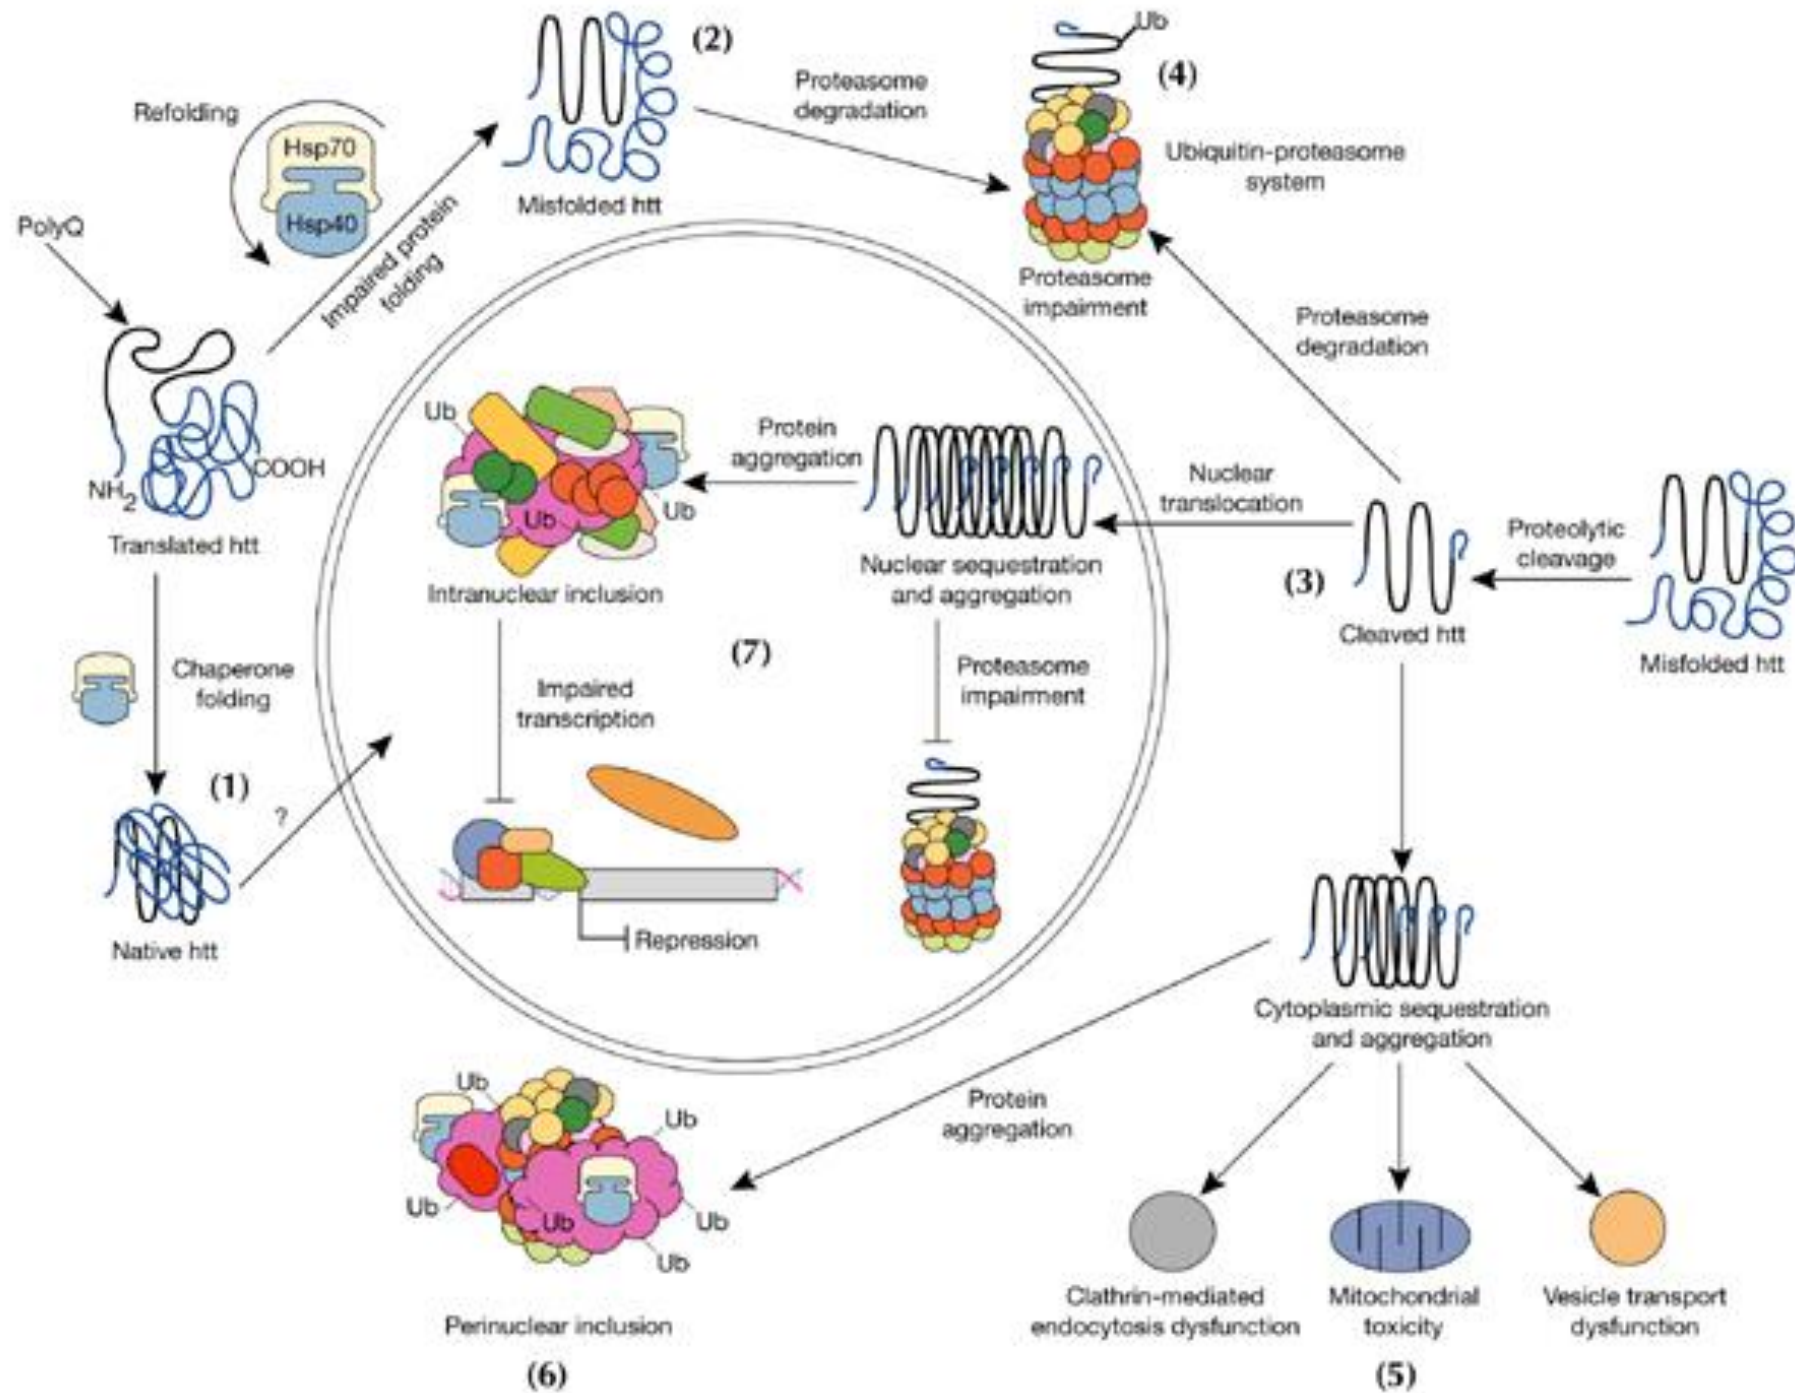 (2)
Ub
Refolding
Hsp70
Hsp40
Proteasome
degradation
(4)
Ubiquitin-proteasome
system
Misfolded htt
PolyQ
Impaired protein
folding
Proteasome
impairment
Proteasome
degradation
NH2
COOH
Translated htt
Ub
Ub
Ub
Protein
aggregation
Nuclear
translocation
Proteolytic
cleavage
Intranuclear inclusion
Nuclear sequestration
and aggregation
(3)
Cleaved htt
Misfolded htt
Chaperone
folding
(7)
Impaired
transcription
Proteasome
impairment
(1)
?
Native htt
Repression
Cytoplasmic sequestration
and aggregation
Ub
Ub
Ub
Ub
Ub
Ub
Protein
aggregation
Perinuclear inclusion
(6)
Clathrin-mediated
endocytosis dysfunction
Mitochondrial
toxicity
Vesicle transport
dysfunction
(5)